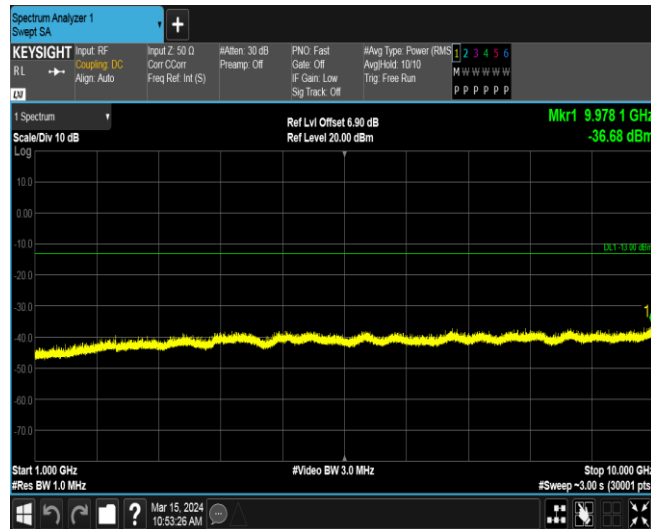 Spectrum Analyzer 1
Swept SA
+
KEYSIGHT
RL
LXI
Input: RF
Coupling: DC
Align: Auto
Input Z: 50 Ω
Corr CCorr
Freq Ref: Int (S)
#Atten: 30 dB
Preamp: Off
PNO: Fast
Gate: Off
IF Gain: Low
Sig Track: Off
#Avg Type: Power (RMS
Avg|Hold: 10/10
Trig: Free Run
1 2 3 4 5 6
M W W W W W
P P P P P P
1 Spectrum
Scale/Div 10 dB
Log
Ref Lvl Offset 6.90 dB
Ref Level 20.00 dBm
Mkr1 9.978 1 GHz
-36.68 dBm
10.0
0.00
-10.0
DL1 -13.00 dBm
-20.0
-30.0
1
-40.0
-50.0
-60.0
-70.0
Start 1.000 GHz
#Res BW 1.0 MHz
#Video BW 3.0 MHz
Stop 10.000 GHz
#Sweep ~3.00 s (30001 pts
?
Mar 15, 2024
10:53:26 AM